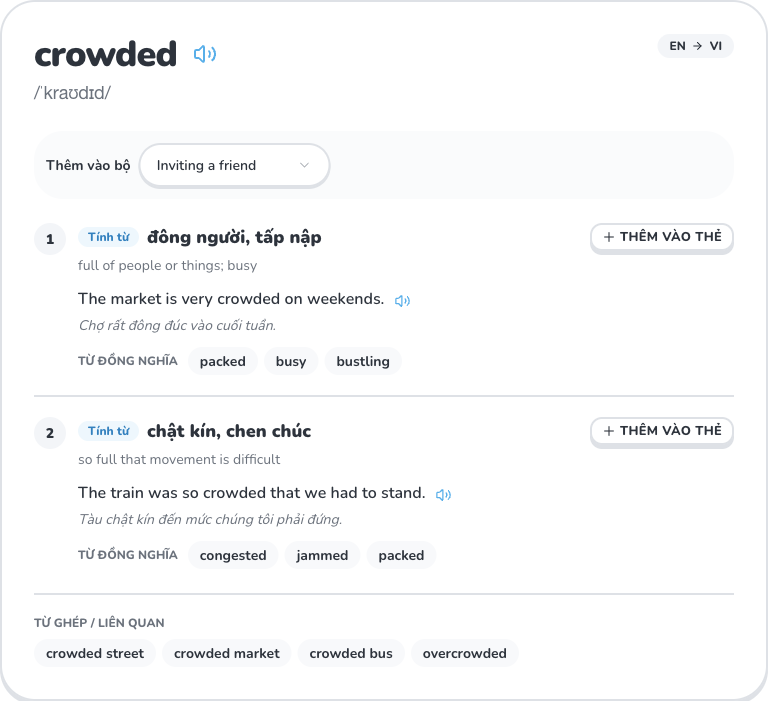 crowded
EN → VI
/ˈkraʊdɪd/
Thêm vào bộ
Inviting a friend
1
Tính từ
đông người, tấp nập
+ THÊM VÀO THẺ
full of people or things; busy
The market is very crowded on weekends.
Chợ rất đông đúc vào cuối tuần.
TỪ ĐỒNG NGHĨA packed busy bustling
2
Tính từ
chật kín, chen chúc
+ THÊM VÀO THẺ
so full that movement is difficult
The train was so crowded that we had to stand.
Tàu chật kín đến mức chúng tôi phải đứng.
TỪ ĐỒNG NGHĨA congested jammed packed
TỪ GHÉP / LIÊN QUAN
crowded street crowded market crowded bus overcrowded